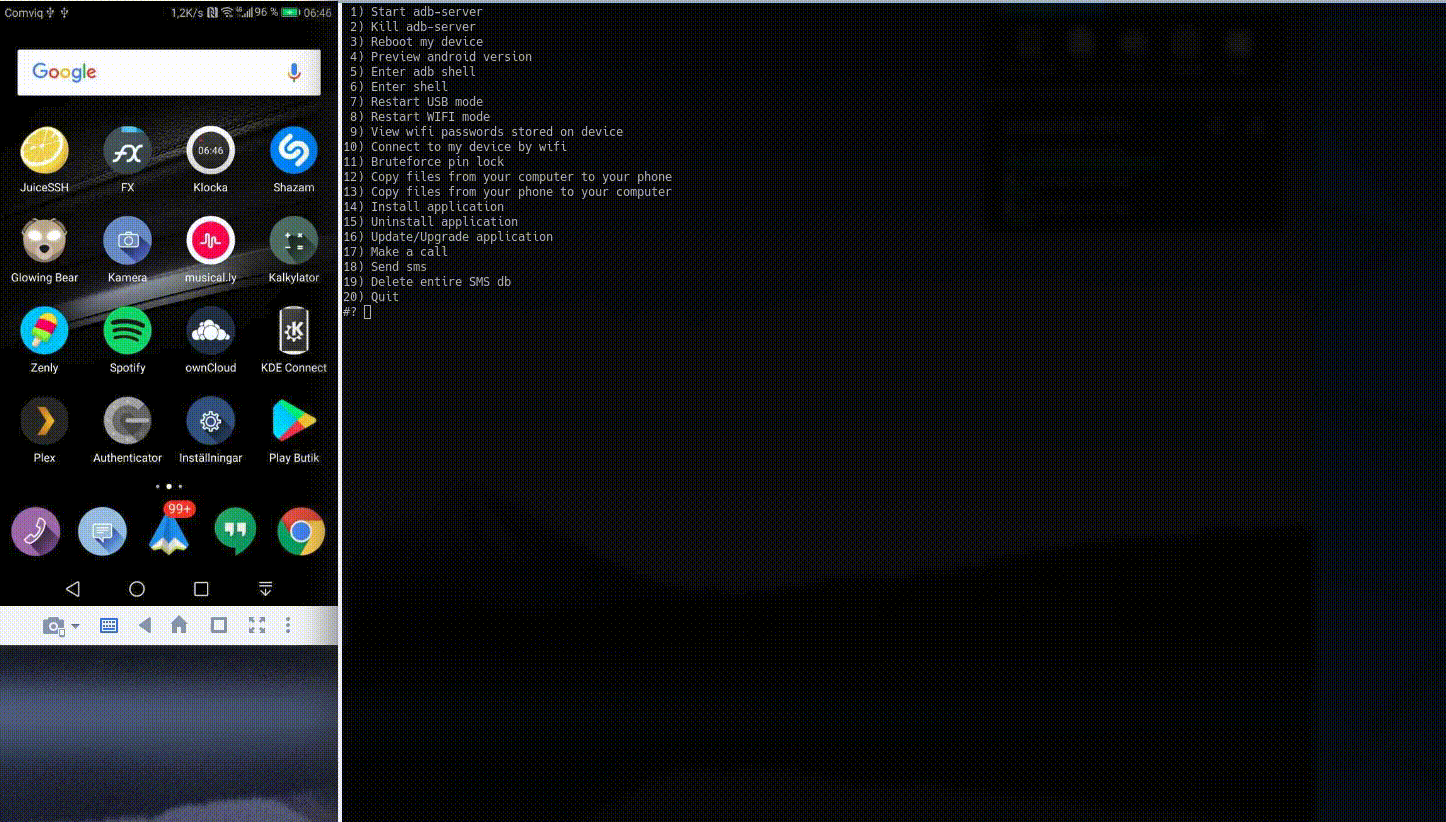 Comviq 1,2K/s 4G 96 % 06:46
Google
06:46
JuiceSSH FX Klocka Shazam
Glowing Bear Kamera musical.ly Kalkylator
Zenly Spotify ownCloud KDE Connect
Plex Authenticator Inställningar Play Butik
99+
1) Start adb-server
2) Kill adb-server
3) Reboot my device
4) Preview android version
5) Enter adb shell
6) Enter shell
7) Restart USB mode
8) Restart WIFI mode
9) View wifi passwords stored on device
10) Connect to my device by wifi
11) Bruteforce pin lock
12) Copy files from your computer to your phone
13) Copy files from your phone to your computer
14) Install application
15) Uninstall application
16) Update/Upgrade application
17) Make a call
18) Send sms
19) Delete entire SMS db
20) Quit
#?